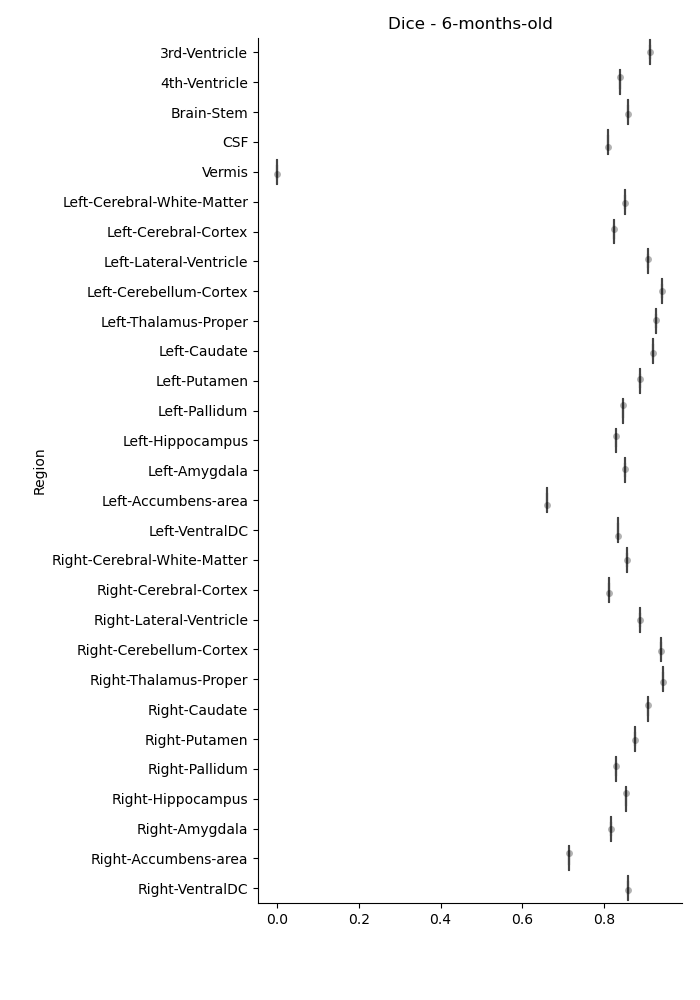 Dice - 6-months-old
3rd-Ventricle
4th-Ventricle
Brain-Stem
CSF
Vermis
Left-Cerebral-White-Matter
Left-Cerebral-Cortex
Left-Lateral-Ventricle
Left-Cerebellum-Cortex
Left-Thalamus-Proper
Left-Caudate
Left-Putamen
Left-Pallidum
Left-Hippocampus
Left-Amygdala
Left-Accumbens-area
Left-VentralDC
Right-Cerebral-White-Matter
Right-Cerebral-Cortex
Right-Lateral-Ventricle
Right-Cerebellum-Cortex
Right-Thalamus-Proper
Right-Caudate
Right-Putamen
Right-Pallidum
Right-Hippocampus
Right-Amygdala
Right-Accumbens-area
Right-VentralDC
Region
0.0 0.2 0.4 0.6 0.8